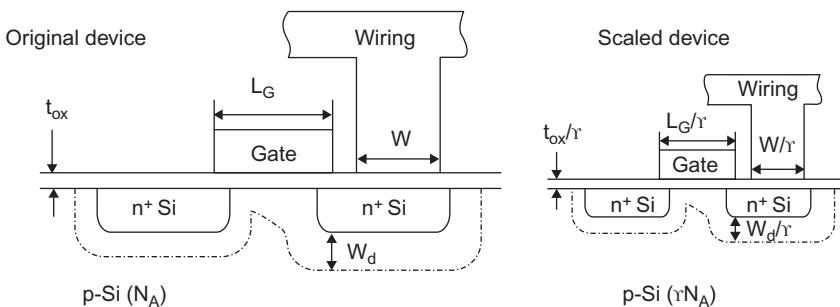 Original device
Wiring
Scaled device
L_G
t_ox
Gate
W
n⁺ Si
n⁺ Si
W_d
p-Si (N_A)
Wiring
L_G/ϒ
t_ox/ϒ
W/ϒ
Gate
n⁺ Si
n⁺ Si
W_d/ϒ
p-Si (ϒN_A)